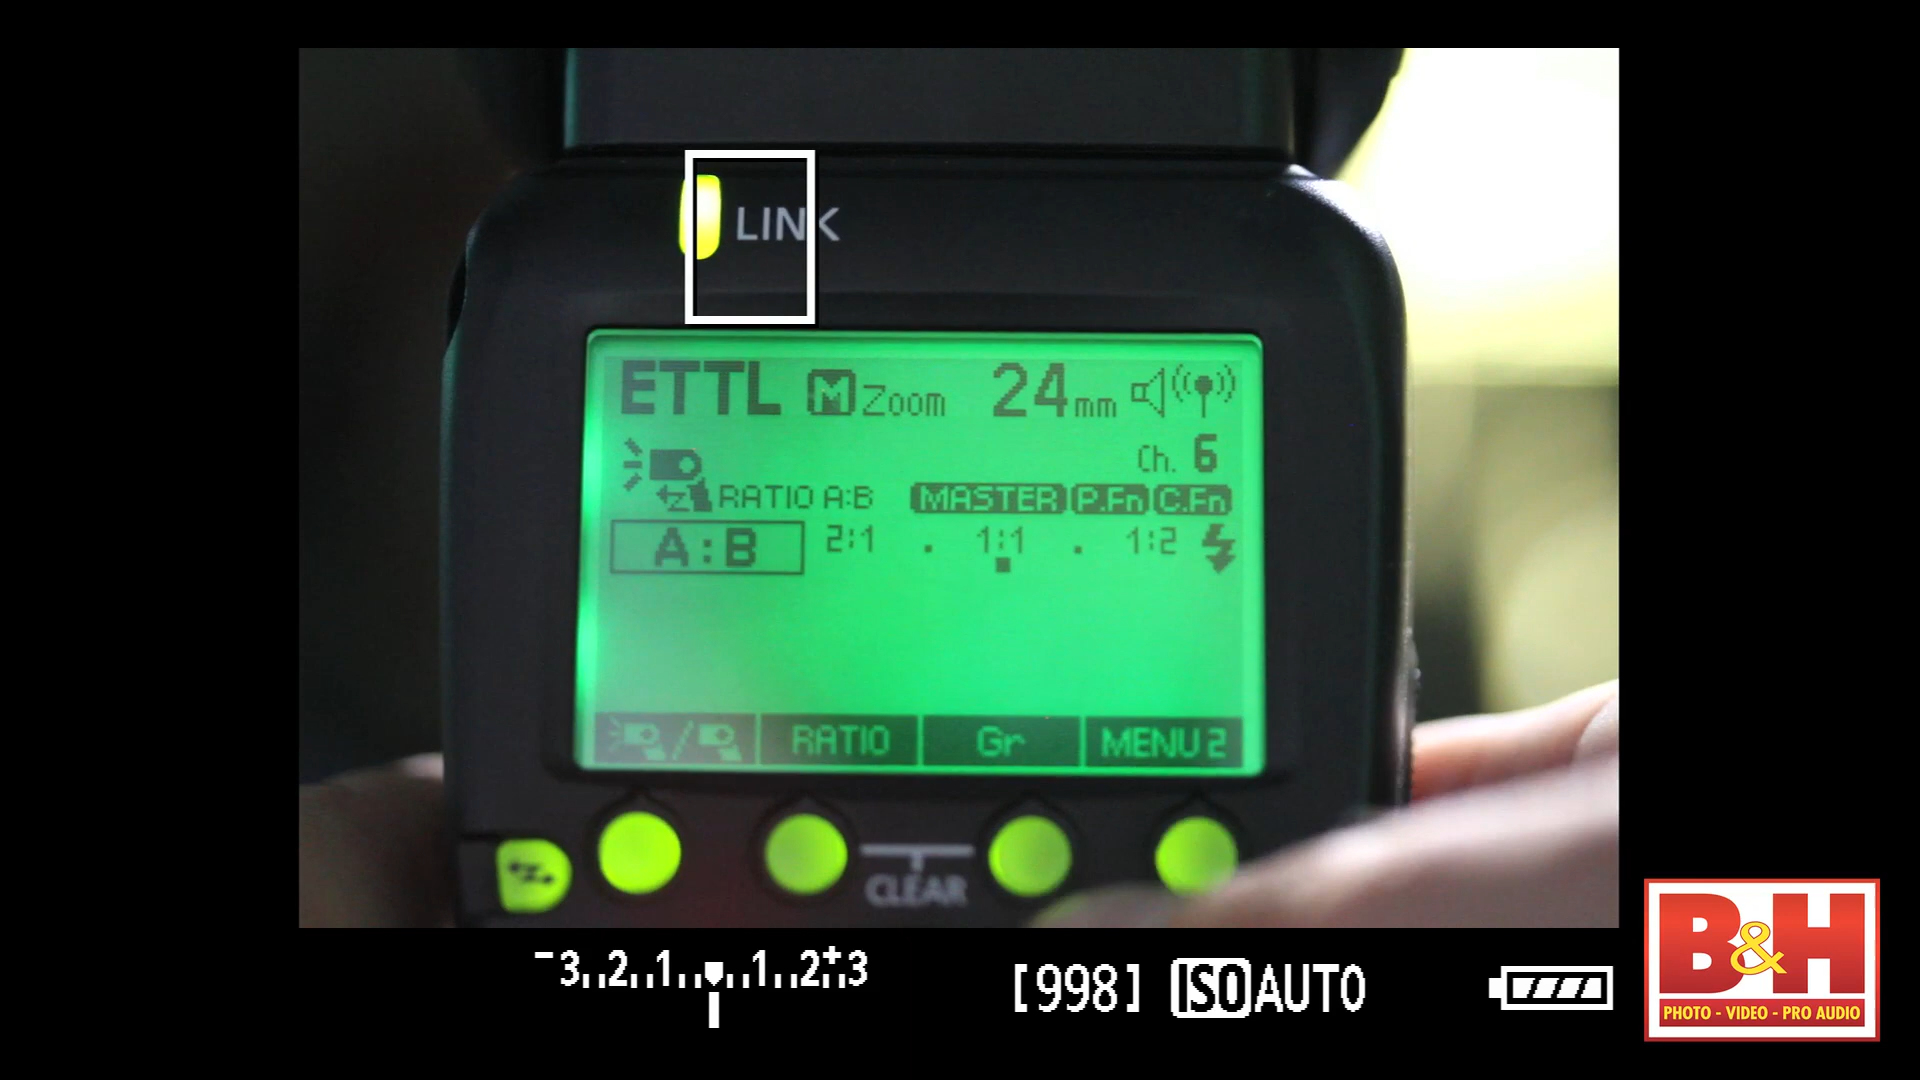 LINK
ETTL M Zoom 24mm
Ch. 6
RATIO A:B MASTER P.Fn C.Fn
A:B 2:1 . 1:1 . 1:2
RATIO Gr MENU 2
CLEAR
-3..2..1..▼..1..2..+3 [998] ISO AUTO
B&H
PHOTO - VIDEO - PRO AUDIO